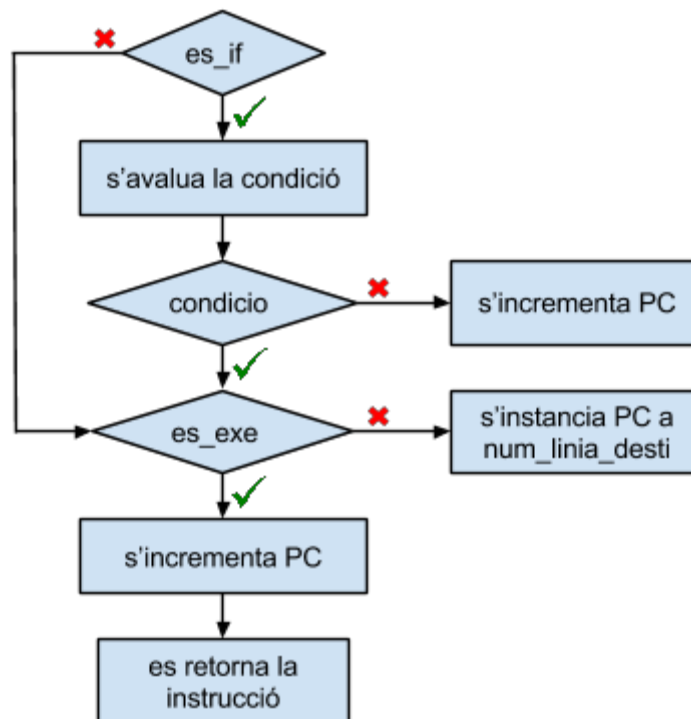 es_if
s'avalua la condició
condicio
s'incrementa PC
es_exe
s'instancia PC a
num_linia_desti
s'incrementa PC
es retorna la
instrucció